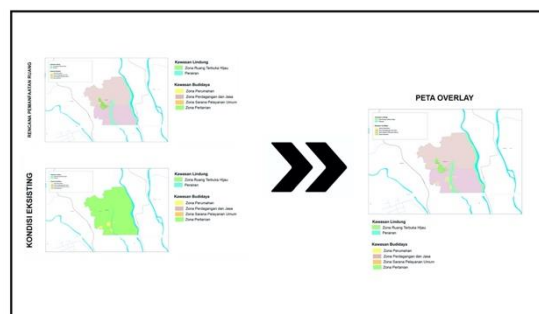 RENCANA PEMANFAATAN RUANG
Kawasan Lindung
Zona Ruang Terbuka Hijau
Perairan
Kawasan Budidaya
Zona Perumahan
Zona Perdagangan dan Jasa
Zona Sarana Pelayanan Umum
Zona Pertanian
KONDISI EKSISTING
Kawasan Lindung
Zona Ruang Terbuka Hijau
Perairan
Kawasan Budidaya
Zona Perumahan
Zona Perdagangan dan Jasa
Zona Sarana Pelayanan Umum
Zona Pertanian
PETA OVERLAY
Kawasan Lindung
Zona Ruang Terbuka Hijau
Perairan
Kawasan Budidaya
Zona Perumahan
Zona Perdagangan dan Jasa
Zona Sarana Pelayanan Umum
Zona Pertanian